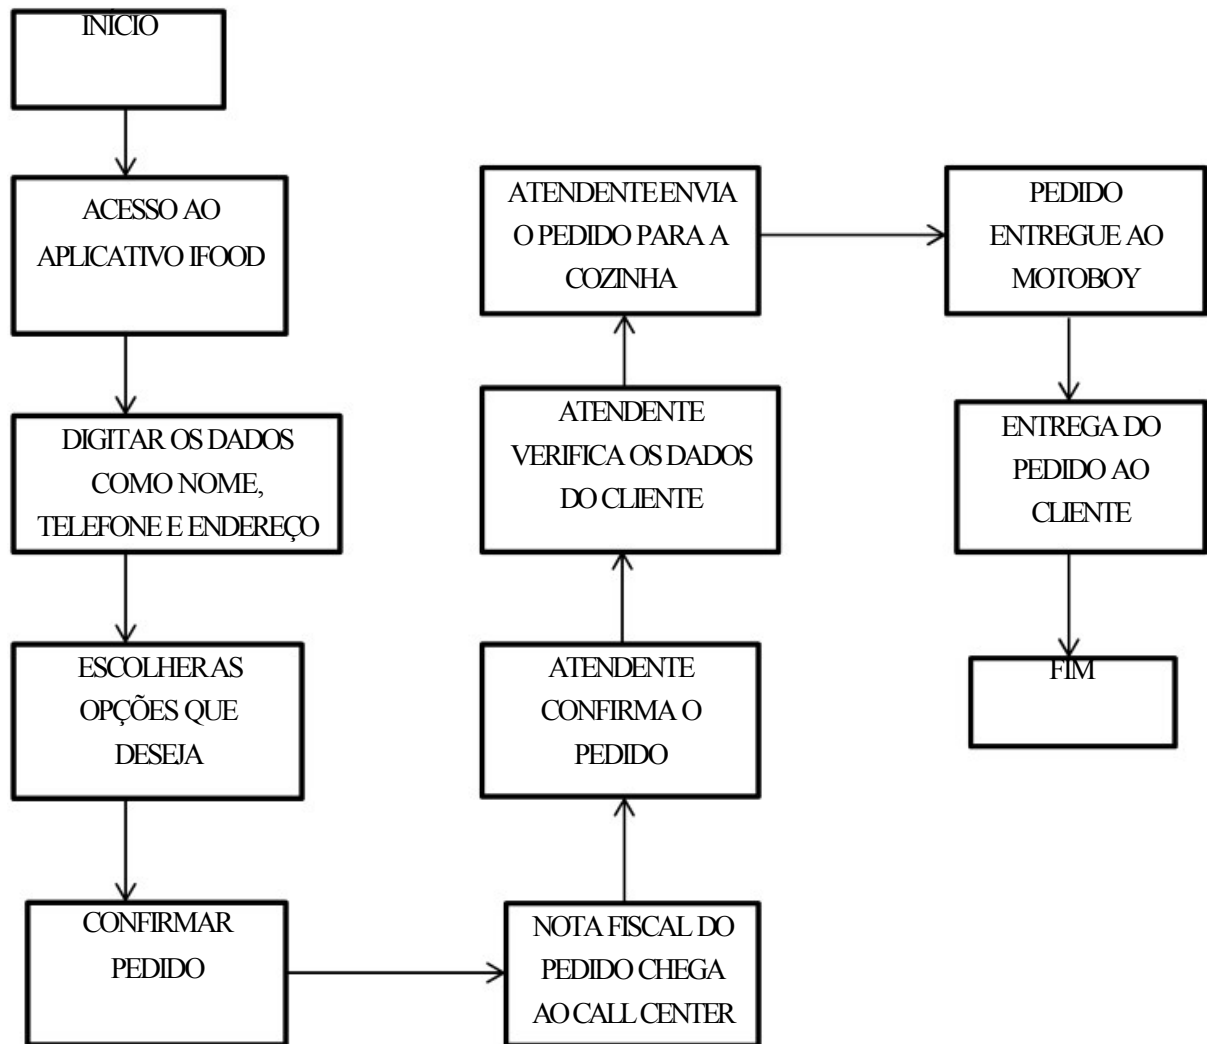 INÍCIO
ACESSO AO
APLICATIVO IFOOD
DIGITAR OS DADOS
COMO NOME,
TELEFONE E ENDEREÇO
ESCOLHER AS
OPÇÕES QUE
DESEJA
CONFIRMAR
PEDIDO
NOTA FISCAL DO
PEDIDO CHEGA
AO CALL CENTER
ATENDENTE
CONFIRMA O
PEDIDO
ATENDENTE
VERIFICA OS DADOS
DO CLIENTE
ATENDENTE ENVIA
O PEDIDO PARA A
COZINHA
PEDIDO
ENTREGUE AO
MOTOBOY
ENTREGA DO
PEDIDO AO
CLIENTE
FIM